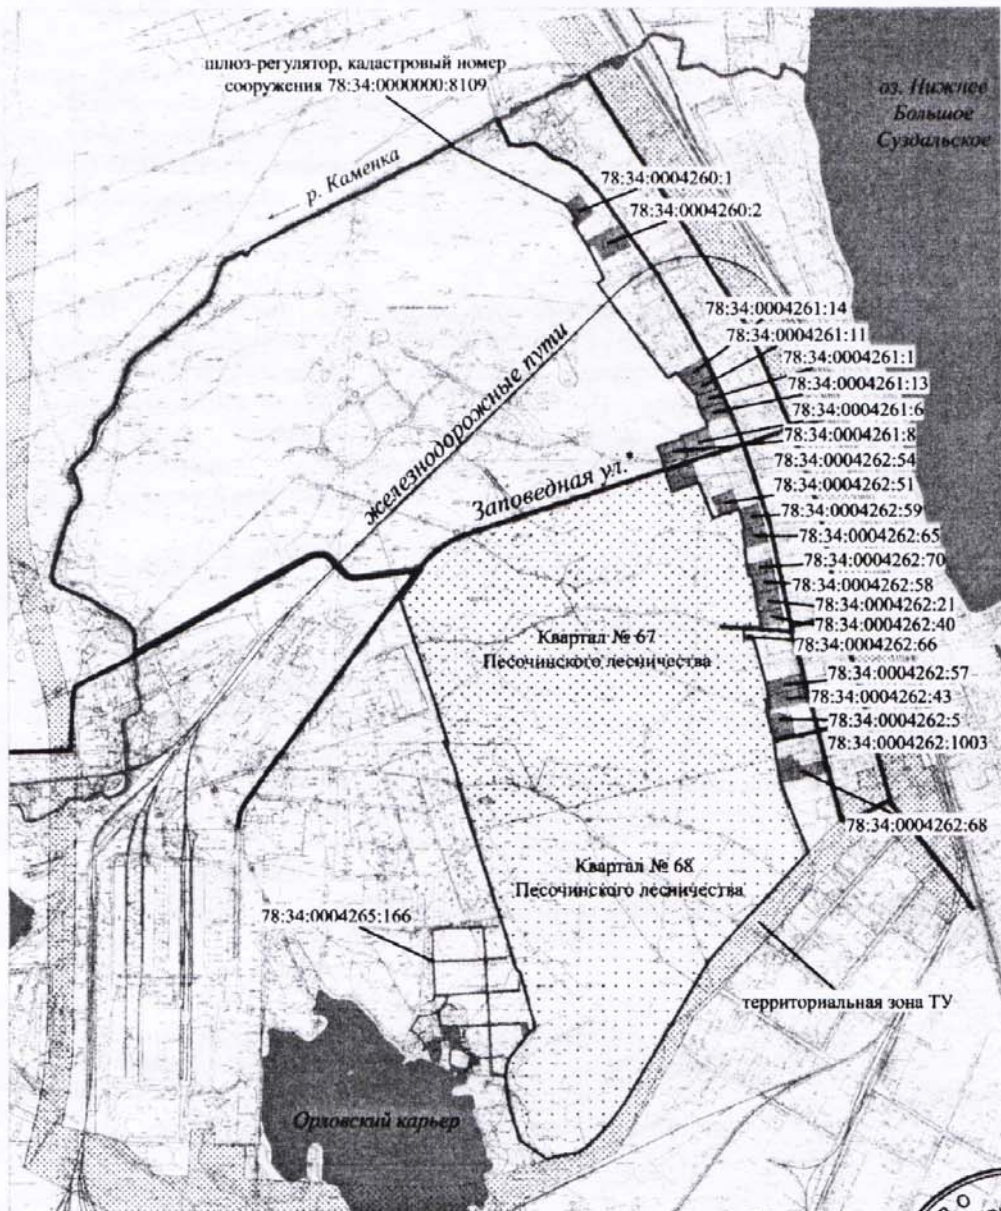 шлюз-регулятор, кадастровый номер
сооружения 78:34:0000000:8109
оз. Нижнее
Большое
Суздальское
р. Каменка
78:34:0004260:1
78:34:0004260:2
железнодорожные пути
78:34:0004261:14
78:34:0004261:11
78:34:0004261:1
78:34:0004261:13
78:34:0004261:6
78:34:0004261:8
Заповедная ул.*
78:34:0004262:54
78:34:0004262:51
78:34:0004262:59
78:34:0004262:65
78:34:0004262:70
78:34:0004262:58
78:34:0004262:21
78:34:0004262:40
78:34:0004262:66
Квартал № 67
Песочинского лесничества
78:34:0004262:57
78:34:0004262:43
78:34:0004262:5
78:34:0004262:1003
78:34:0004262:68
Квартал № 68
Песочинского лесничества
78:34:0004265:166
территориальная зона ТУ
Орловский карьер